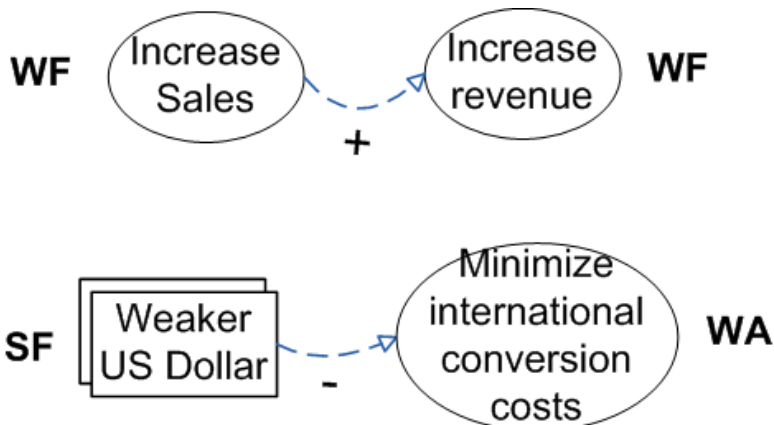 WF
Increase
Sales
Increase
revenue
WF
+
SF
Weaker
US Dollar
Minimize
international
conversion
costs
WA
-